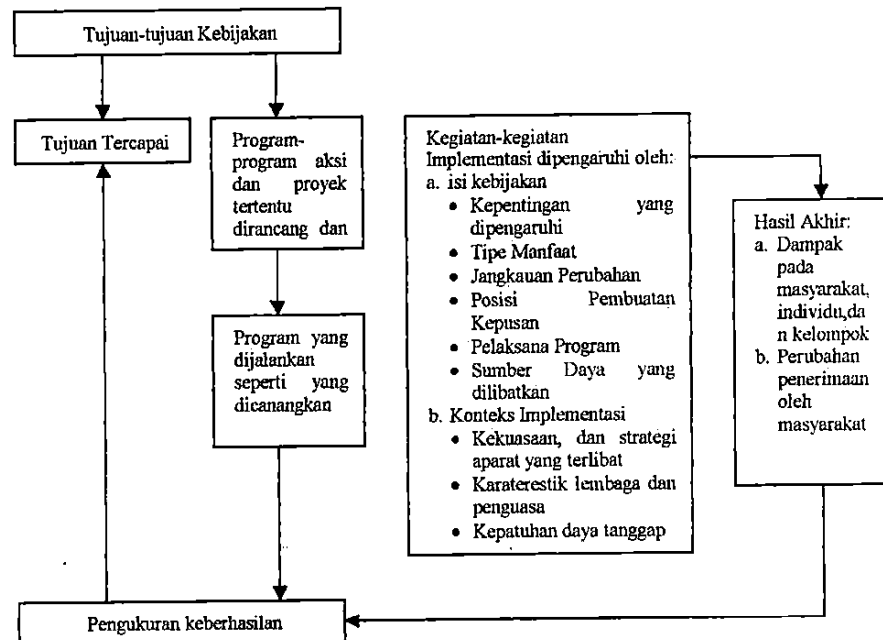 Tujuan-tujuan Kebijakan
Tujuan Tercapai
Program-
program aksi
dan proyek
tertentu
dirancang dan
Program yang
dijalankan
seperti yang
dicanangkan
Kegiatan-kegiatan
Implementasi dipengaruhi oleh:
a. isi kebijakan
• Kepentingan yang
dipengaruhi
• Tipe Manfaat
• Jangkauan Perubahan
• Posisi Pembuatan
Kepusan
• Pelaksana Program
• Sumber Daya yang
dilibatkan
b. Konteks Implementasi
• Kekuasaan, dan strategi
aparat yang terlibat
• Karaterestik lembaga dan
penguasa
• Kepatuhan daya tanggap
Hasil Akhir:
a. Dampak
pada
masyarakat,
individu,da
n kelompok
b. Perubahan
penerimaan
oleh
masyarakat
Pengukuran keberhasilan